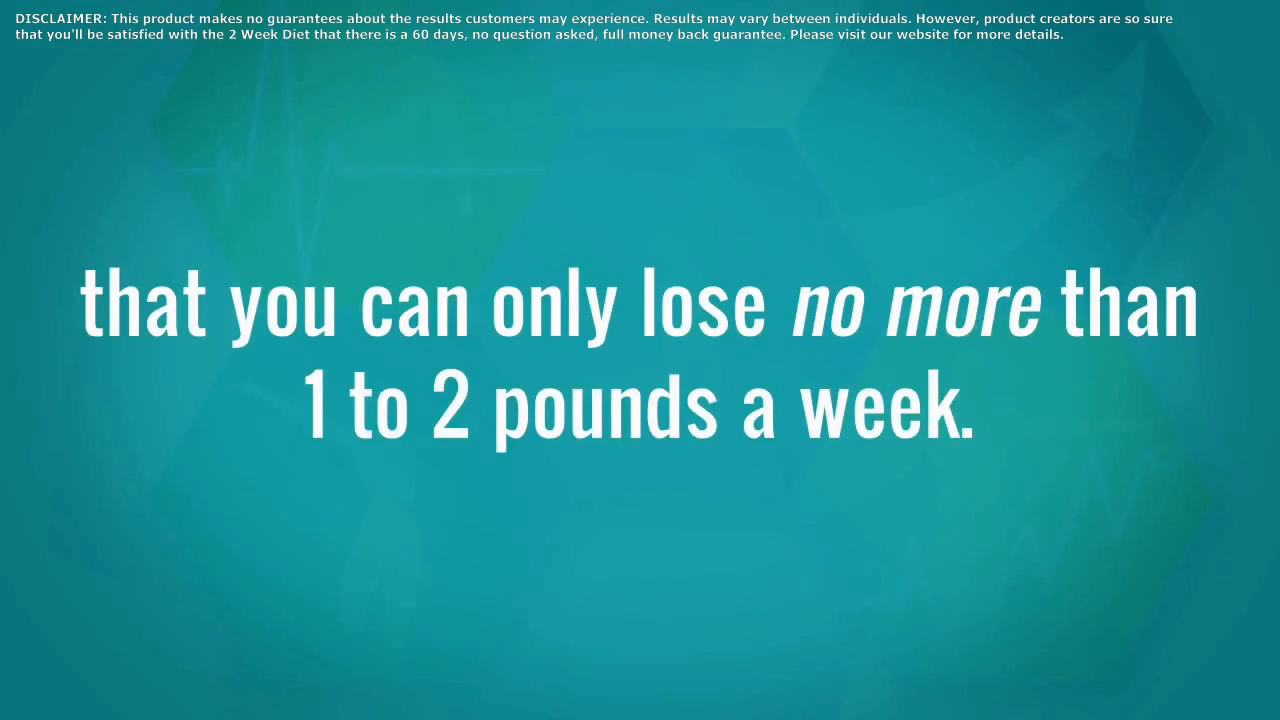 DISCLAIMER: This product makes no guarantees about the results customers may experience. Results may vary between individuals. However, product creators are so sure
that you'll be satisfied with the 2 Week Diet that there is a 60 days, no question asked, full money back guarantee. Please visit our website for more details.
that you can only lose no more than
1 to 2 pounds a week.